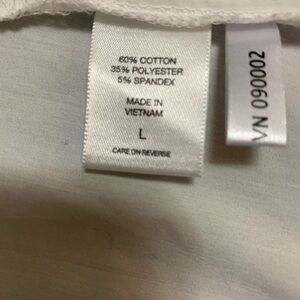 60% COTTON
35% POLYESTER
5% SPANDEX
MADE IN
VIETNAM
L
CARE ON REVERSE
VN 090002